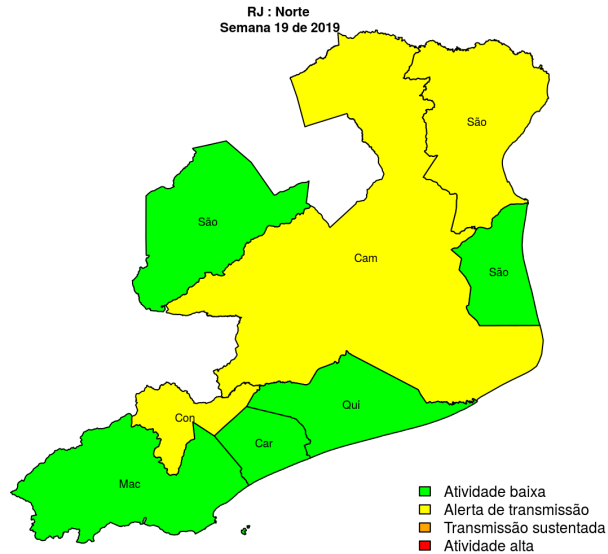 RJ : Norte
Semana 19 de 2019
São
São
Cam
São
Qui
Con
Car
Mac
Atividade baixa
Alerta de transmissão
Transmissão sustentada
Atividade alta